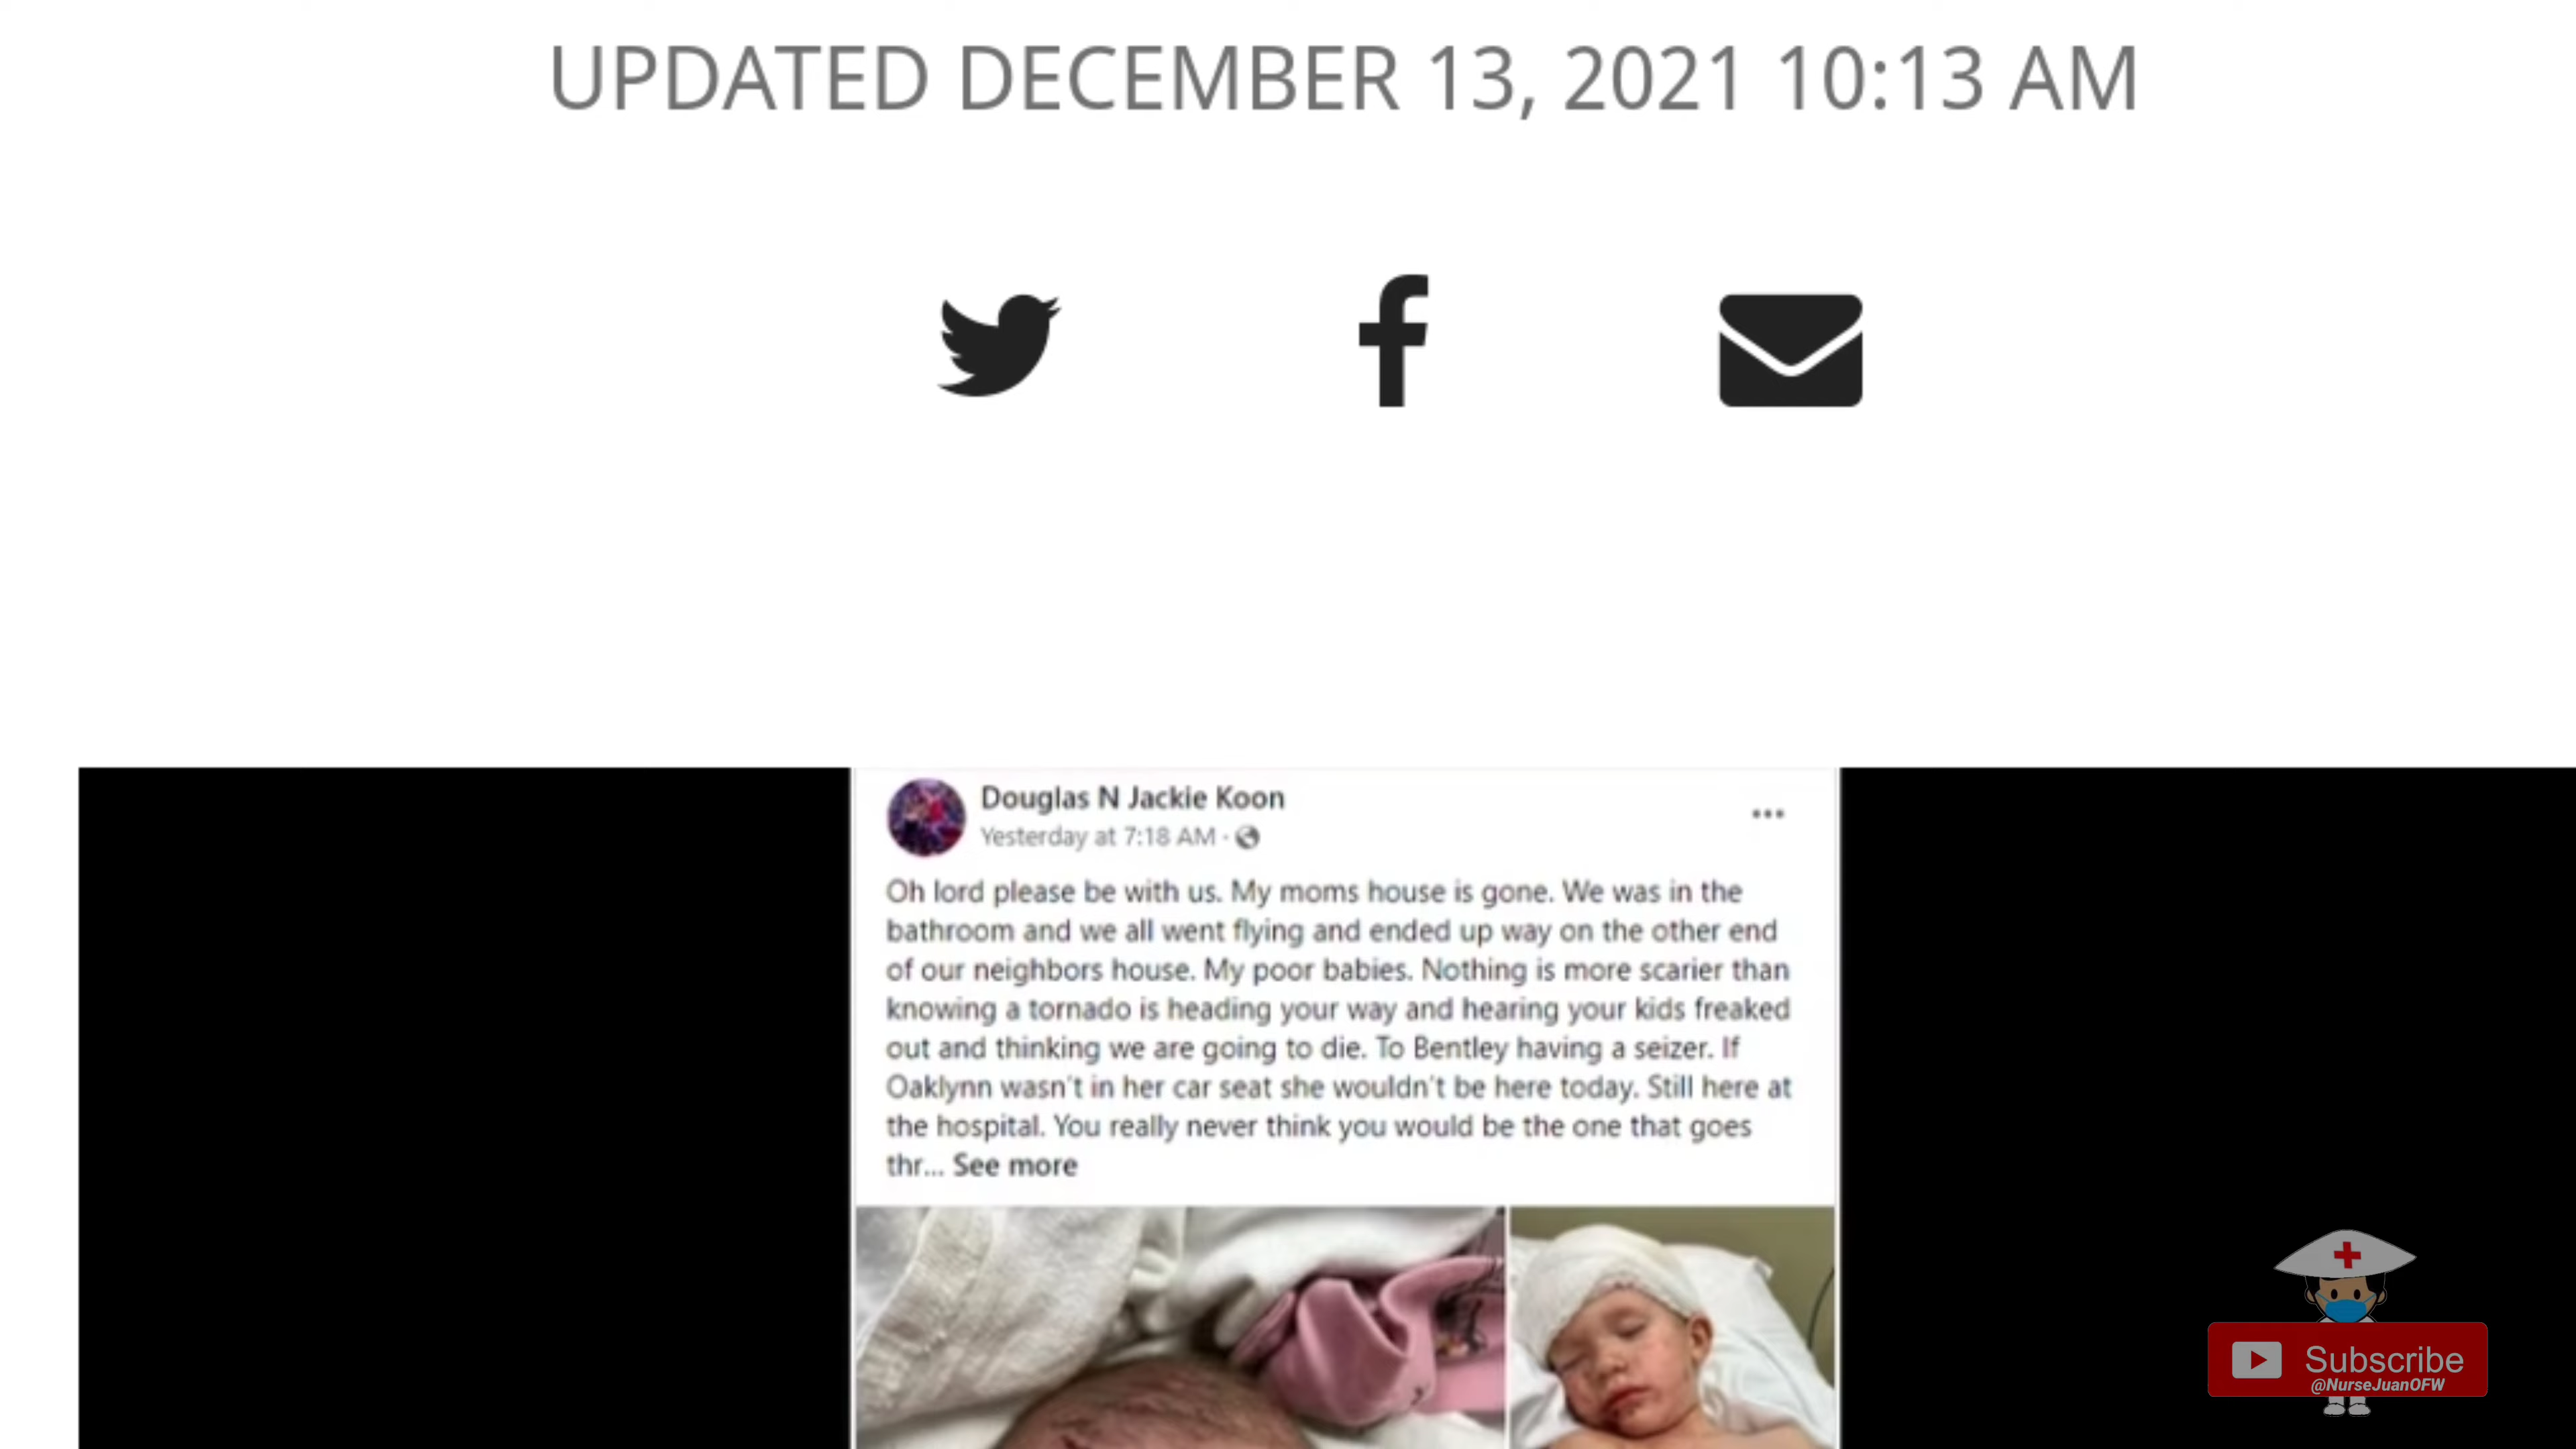 UPDATED DECEMBER 13, 2021 10:13 AM
Douglas N Jackie Koon
Yesterday at 7:18 AM ·
Oh lord please be with us. My moms house is gone. We was in the
bathroom and we all went flying and ended up way on the other end
of our neighbors house. My poor babies. Nothing is more scarier than
knowing a tornado is heading your way and hearing your kids freaked
out and thinking we are going to die. To Bentley having a seizer. If
Oaklynn wasn't in her car seat she wouldn't be here today. Still here at
the hospital. You really never think you would be the one that goes
thr... See more
Subscribe
@NurseJuanOFW